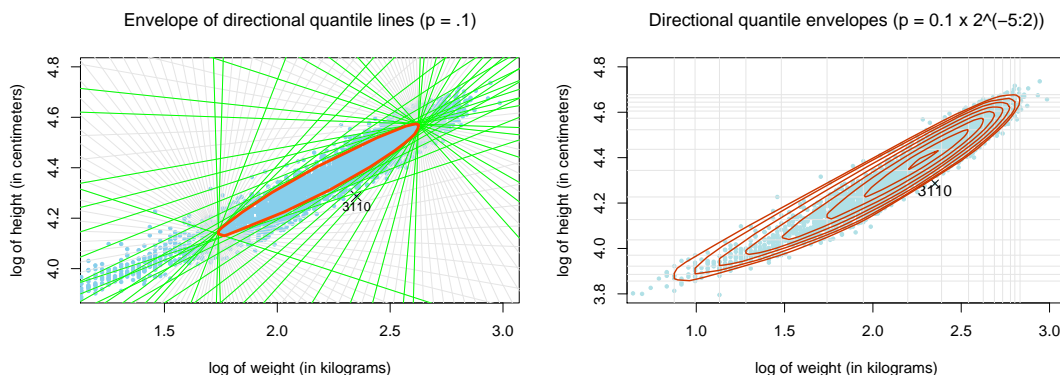 Envelope of directional quantile lines (p = .1)
4.8
4.6
4.4
4.2
4.0
log of height (in centimeters)
3110
1.5 2.0 2.5 3.0
log of weight (in kilograms)
Directional quantile envelopes (p = 0.1 x 2^(−5:2))
4.8
4.6
4.4
4.2
4.0
3.8
log of height (in centimeters)
3110
1.0 1.5 2.0 2.5 3.0
log of weight (in kilograms)